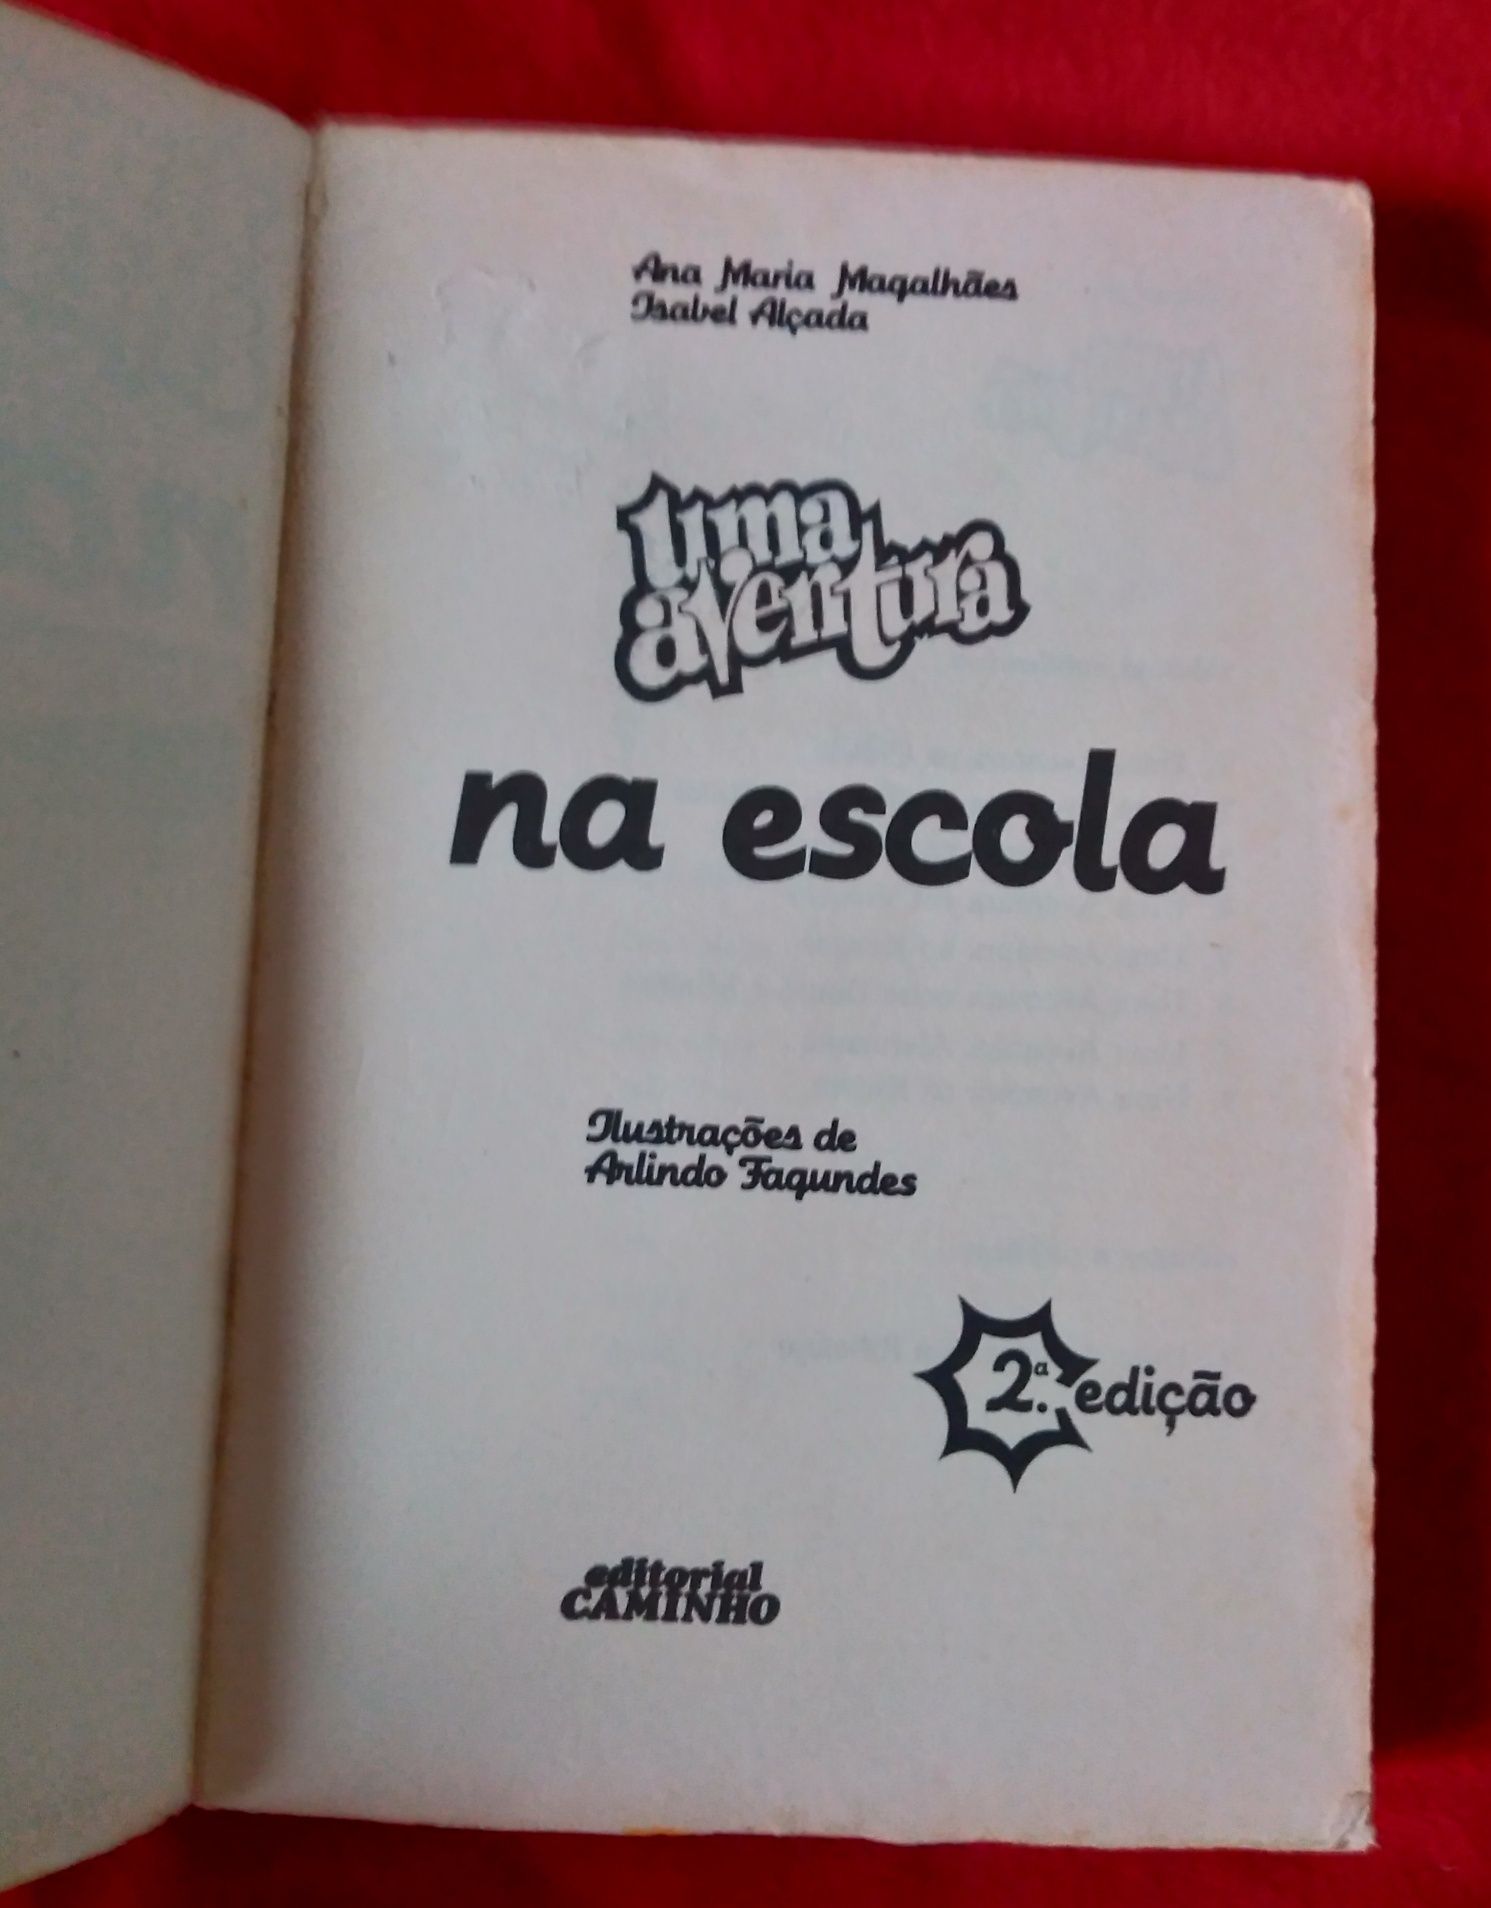 Ana Maria Magalhães
Isabel Alçada
uma
aventura
na escola
Ilustrações de
Arlindo Fagundes
2.ª edição
editorial
CAMINHO